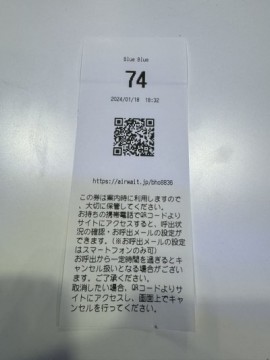 Blue Blue
74
2024/01/18 18:32
https://airwait.jp/bho0836
この券は案内時に利用しますので
、大切に保管してください。
お持ちの携帯電話でQRコードより
サイトにアクセスすると、呼出状
況の確認・お呼出メールの設定が
できます。(※お呼出メールの設定
はスマートフォンのみ可)
お呼出から一定時間を過ぎるとキ
ャンセル扱いとなる場合がござい
ます。ご了承ください。
取消したい場合、QRコードよりサ
イトにアクセスし、画面上でキャ
ンセルを行ってください。